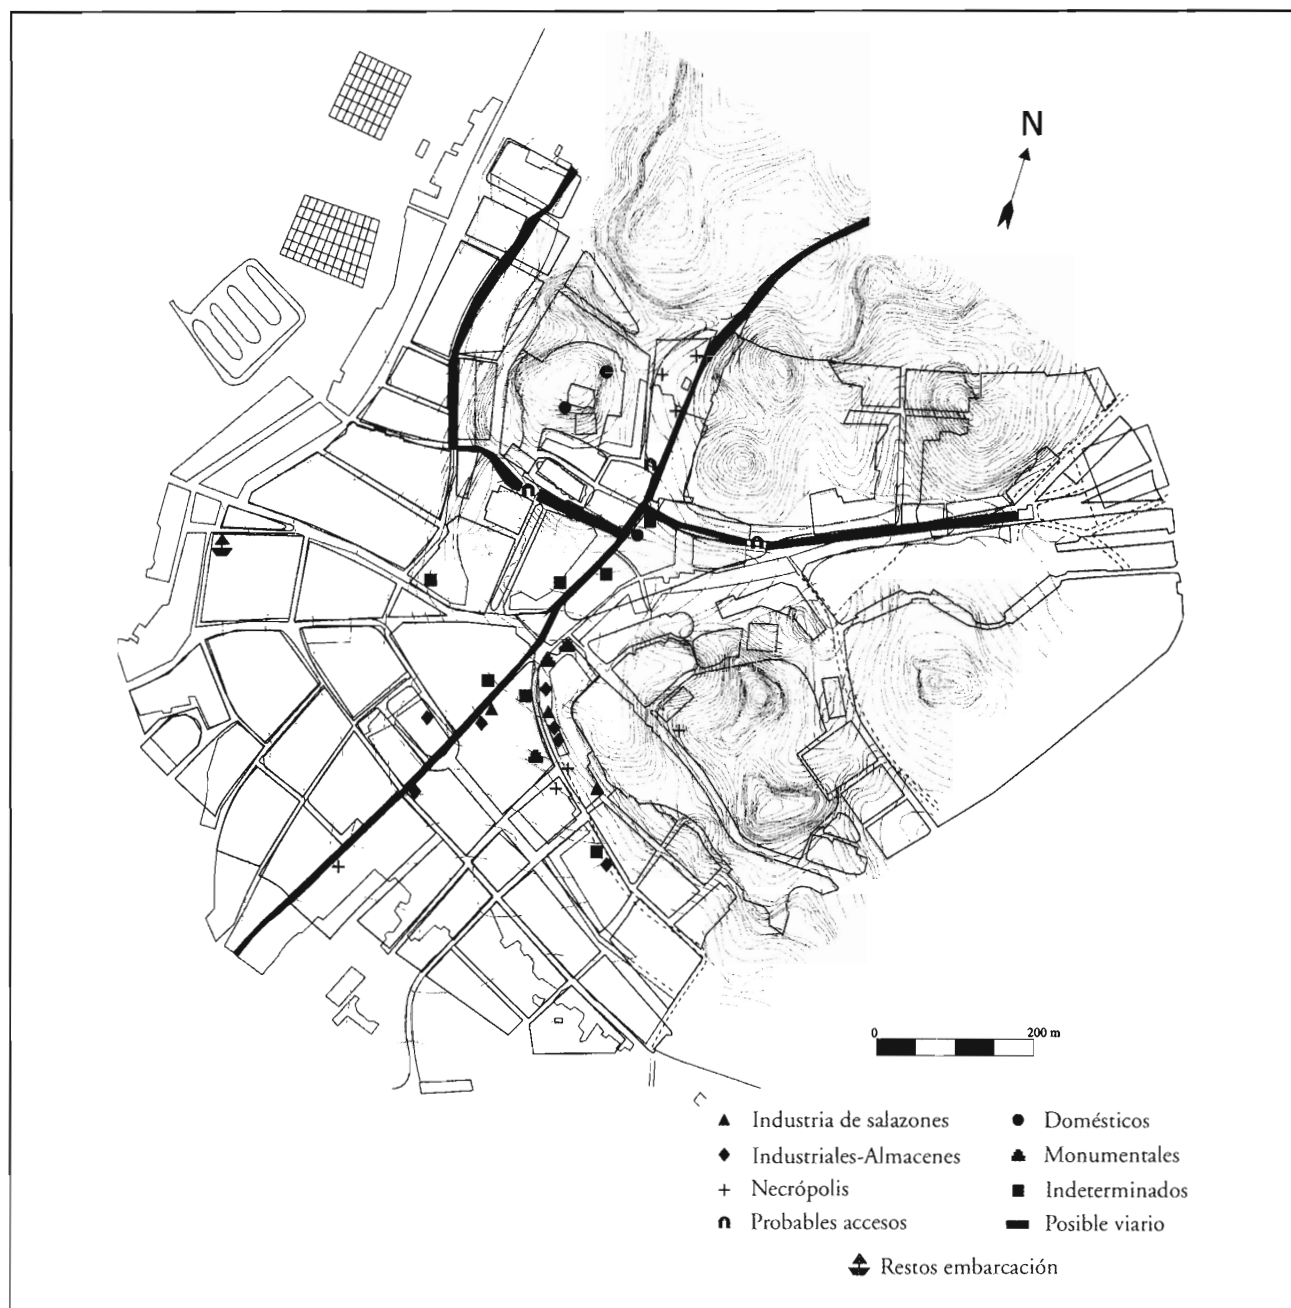 N
0 200 m
Industria de salazones
Domésticos
Industriales-Almacenes
Monumentales
Necrópolis
Indeterminados
Probables accesos
Posible viario
Restos embarcación